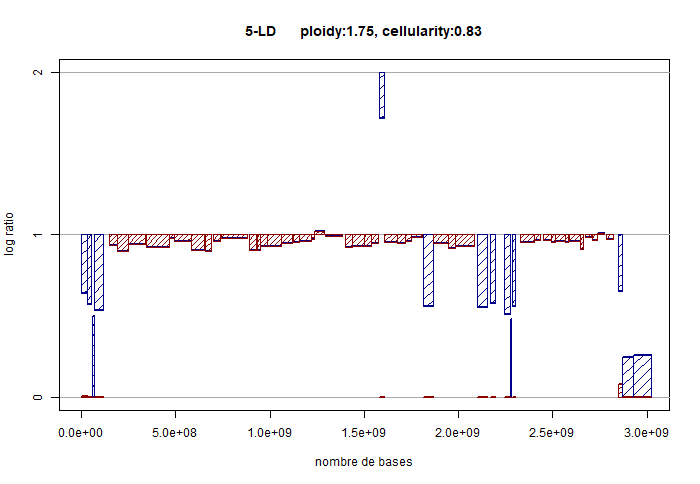 5-LD ploidy:1.75, cellularity:0.83
2
1
0
log ratio
0.0e+00 5.0e+08 1.0e+09 1.5e+09 2.0e+09 2.5e+09 3.0e+09
nombre de bases